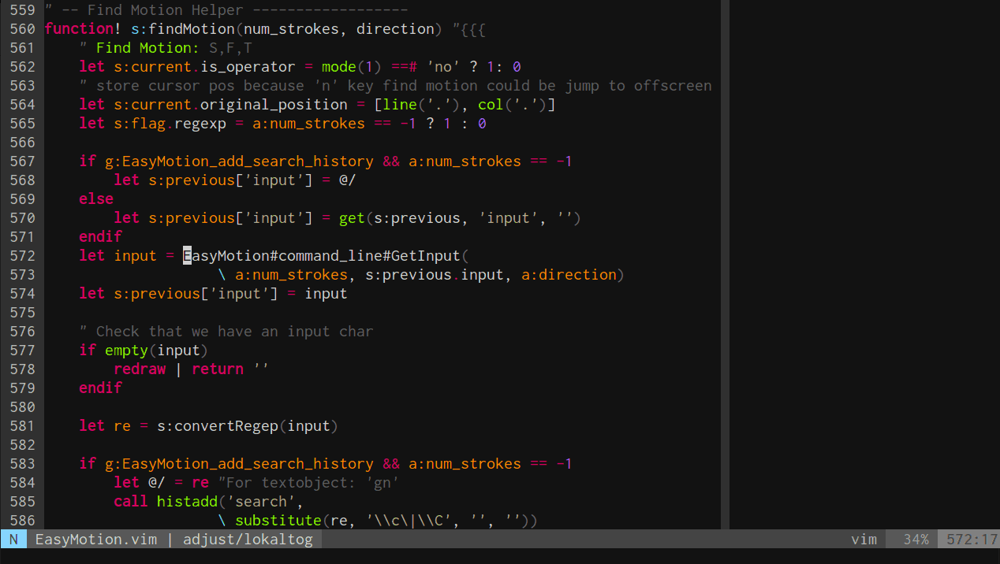 559 " -- Find Motion Helper ------------------
560 function! s:findMotion(num_strokes, direction) "{{{
561     " Find Motion: S,F,T
562     let s:current.is_operator = mode(1) ==# 'no' ? 1: 0
563     " store cursor pos because 'n' key find motion could be jump to offscreen
564     let s:current.original_position = [line('.'), col('.')]
565     let s:flag.regexp = a:num_strokes == -1 ? 1 : 0
566
567     if g:EasyMotion_add_search_history && a:num_strokes == -1
568         let s:previous['input'] = @/
569     else
570         let s:previous['input'] = get(s:previous, 'input', '')
571     endif
572     let input = EasyMotion#command_line#GetInput(
573                     \ a:num_strokes, s:previous.input, a:direction)
574     let s:previous['input'] = input
575
576     " Check that we have an input char
577     if empty(input)
578         redraw | return ''
579     endif
580
581     let re = s:convertRegep(input)
582
583     if g:EasyMotion_add_search_history && a:num_strokes == -1
584         let @/ = re "For textobject: 'gn'
585         call histadd('search',
586                     \ substitute(re, '\\c\|\\C', '', ''))
N EasyMotion.vim | adjust/lokaltog vim 34% 572:17